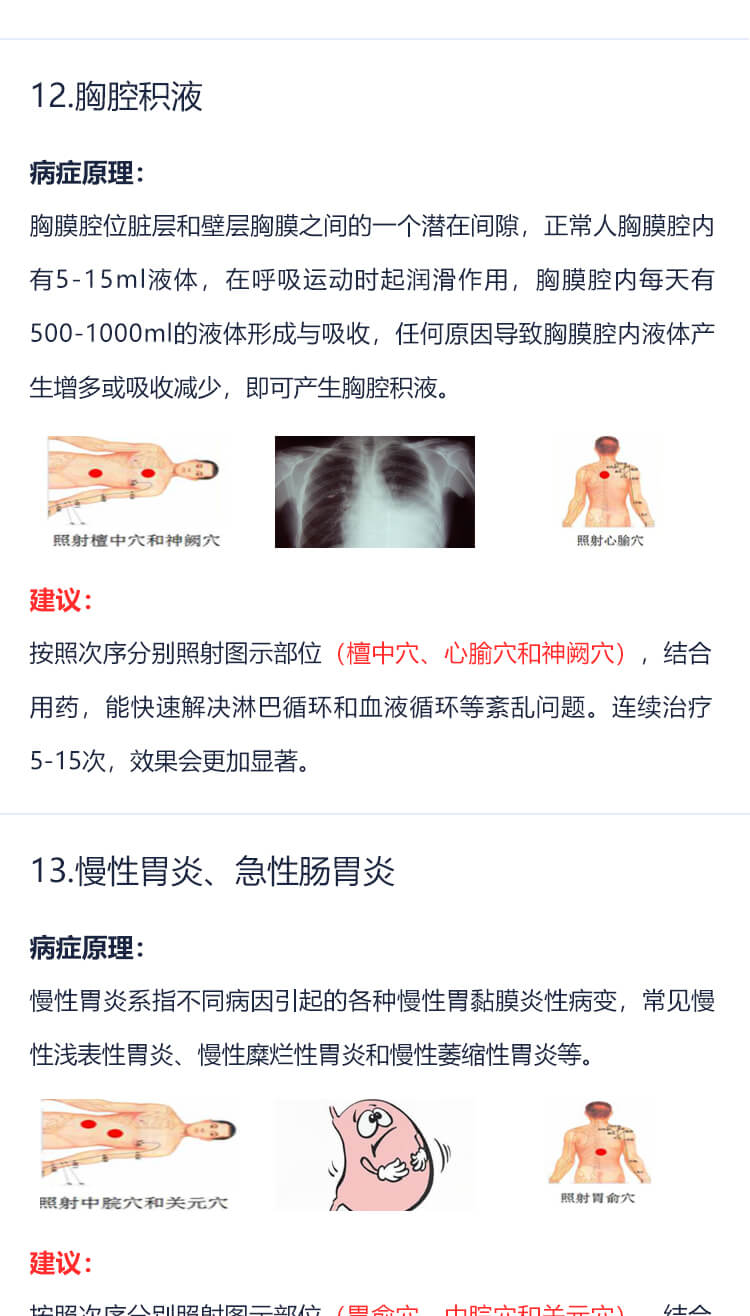 12.胸腔积液
病症原理：
胸膜腔位脏层和壁层胸膜之间的一个潜在间隙，正常人胸膜腔内
有5-15ml液体，在呼吸运动时起润滑作用，胸膜腔内每天有
500-1000ml的液体形成与吸收，任何原因导致胸膜腔内液体产
生增多或吸收减少，即可产生胸腔积液。
照射檀中穴和神阙穴
照射心腧穴
建议：
按照次序分别照射图示部位（檀中穴、心腧穴和神阙穴），结合
用药，能快速解决淋巴循环和血液循环等紊乱问题。连续治疗
5-15次，效果会更加显著。
13.慢性胃炎、急性肠胃炎
病症原理：
慢性胃炎系指不同病因引起的各种慢性胃黏膜炎性病变，常见慢
性浅表性胃炎、慢性糜烂性胃炎和慢性萎缩性胃炎等。
照射中脘穴和关元穴
照射胃俞穴
建议：
按照次序分别照射图示部位（胃俞穴、中脘穴和关元穴），结合